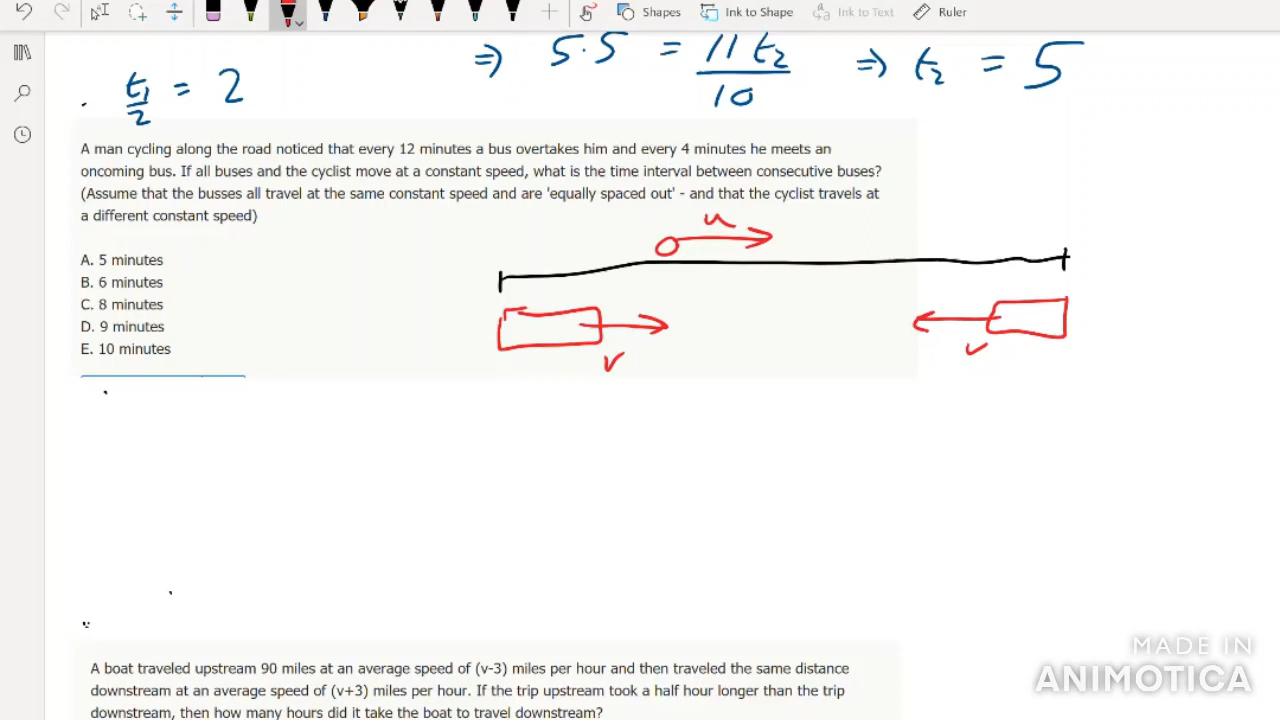 Shapes Ink to Shape Ink to Text Ruler
⇒ 5.5 = 11 t2 / 10 ⇒ t2 = 5
t1/2 = 2
A man cycling along the road noticed that every 12 minutes a bus overtakes him and every 4 minutes he meets an
oncoming bus. If all buses and the cyclist move at a constant speed, what is the time interval between consecutive buses?
(Assume that the busses all travel at the same constant speed and are 'equally spaced out' - and that the cyclist travels at
a different constant speed)
u
A. 5 minutes
B. 6 minutes
C. 8 minutes
D. 9 minutes
E. 10 minutes
v
v
A boat traveled upstream 90 miles at an average speed of (v-3) miles per hour and then traveled the same distance
downstream at an average speed of (v+3) miles per hour. If the trip upstream took a half hour longer than the trip
downstream, then how many hours did it take the boat to travel downstream?
MADE IN
ANIMOTICA